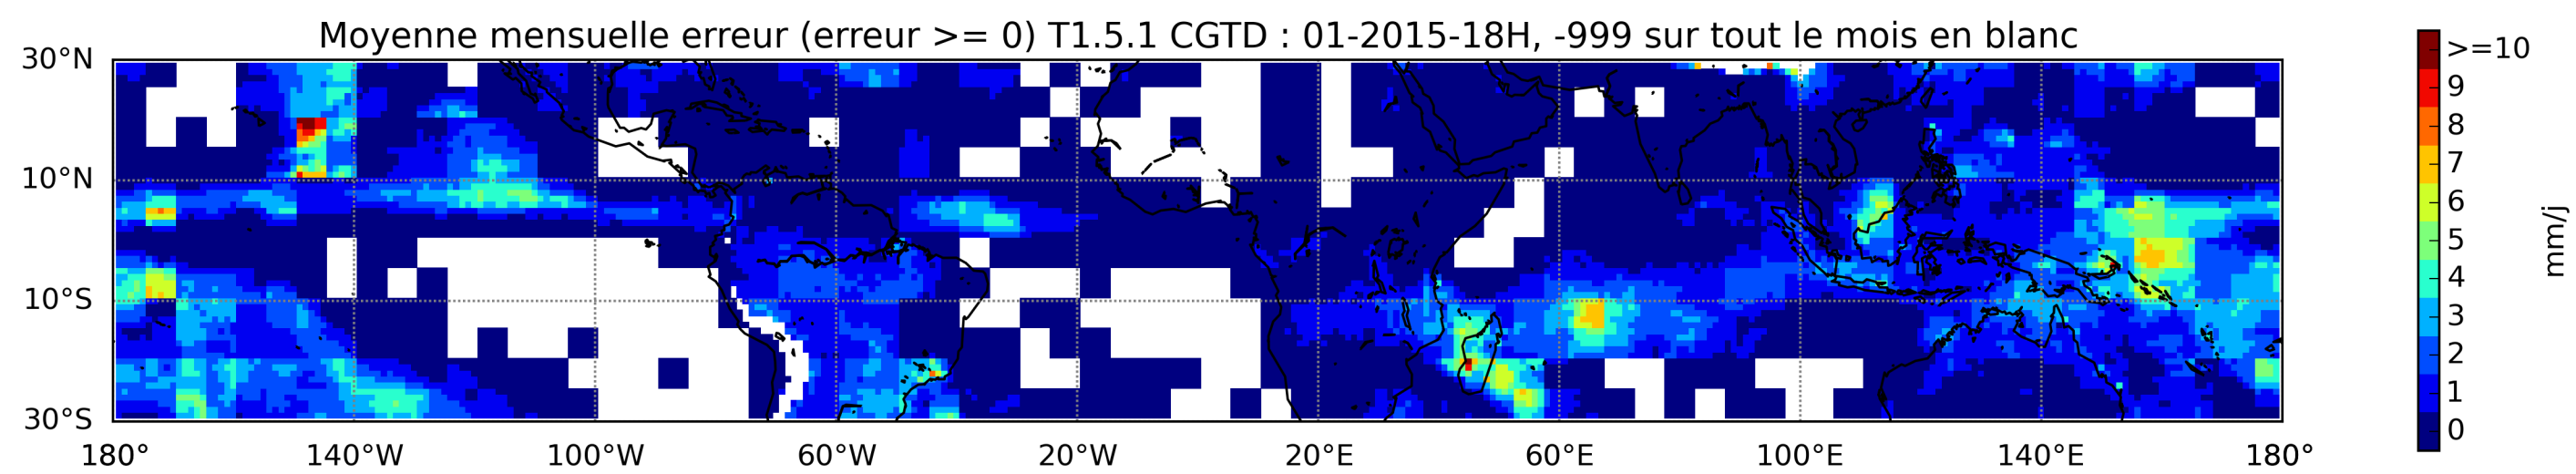 Moyenne mensuelle erreur (erreur >= 0) T1.5.1 CGTD : 01-2015-18H, -999 sur tout le mois en blanc
30°N
10°N
10°S
30°S
180° 140°W 100°W 60°W 20°W 20°E 60°E 100°E 140°E 180°
>=10
9
8
7
6
5
4
3
2
1
0
mm/j